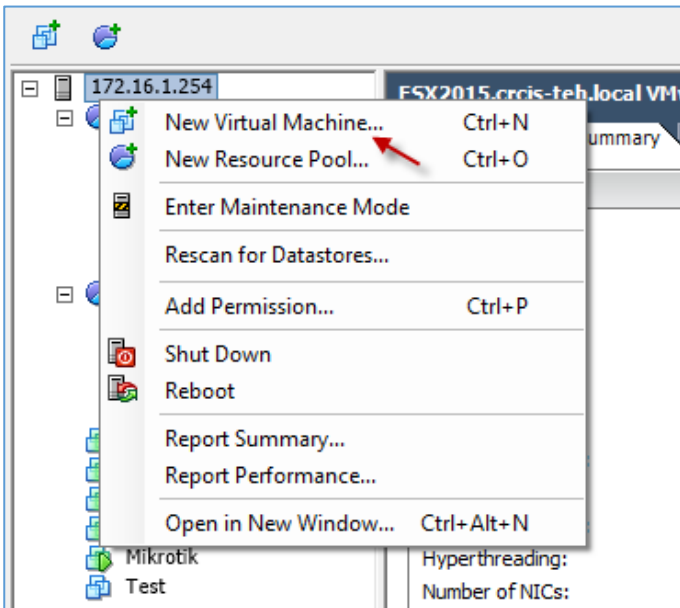 172.16.1.254
ESX2015.crcis-teh.local VM
ummary
New Virtual Machine... Ctrl+N
New Resource Pool... Ctrl+O
Enter Maintenance Mode
Rescan for Datastores...
Add Permission... Ctrl+P
Shut Down
Reboot
Report Summary...
Report Performance...
Open in New Window... Ctrl+Alt+N
Mikrotik
Hyperthreading:
Test
Number of NICs: